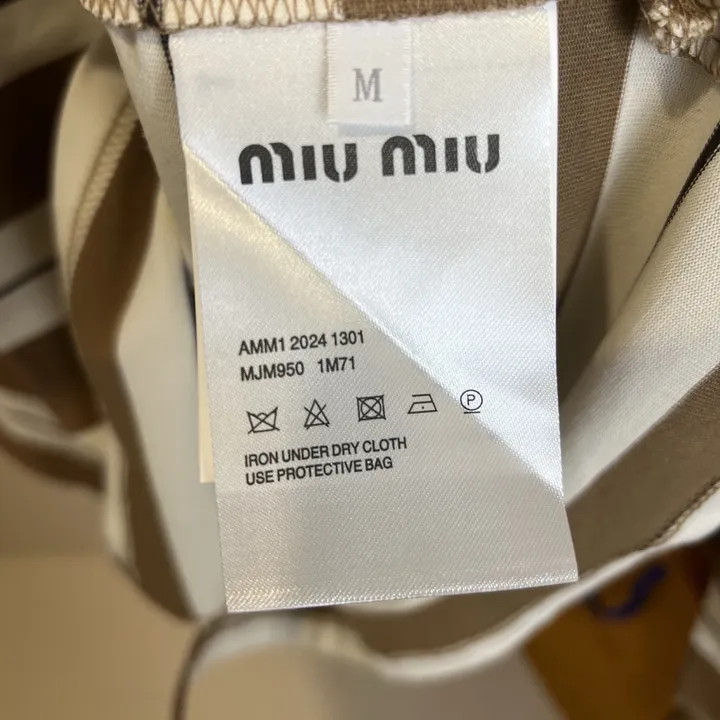 M
MIU MIU
AMM1 2024 1301
MJM950 1M71
P
IRON UNDER DRY CLOTH
USE PROTECTIVE BAG